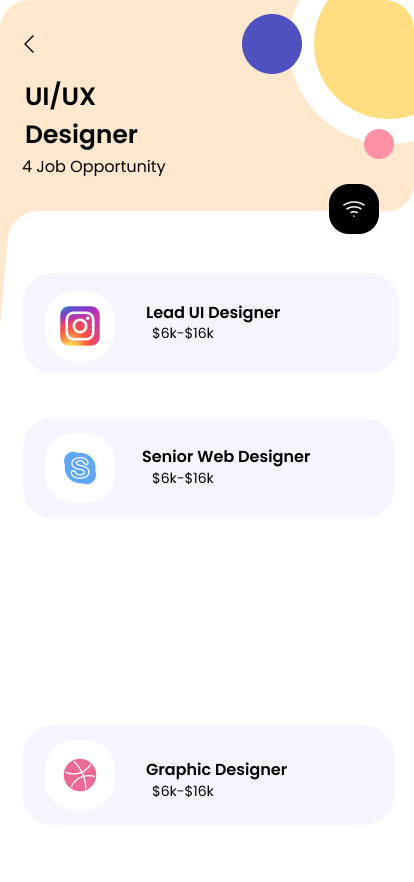 UI/UX
Designer
4 Job Opportunity
Lead UI Designer
$6k-$16k
Senior Web Designer
$6k-$16k
Graphic Designer
$6k-$16k